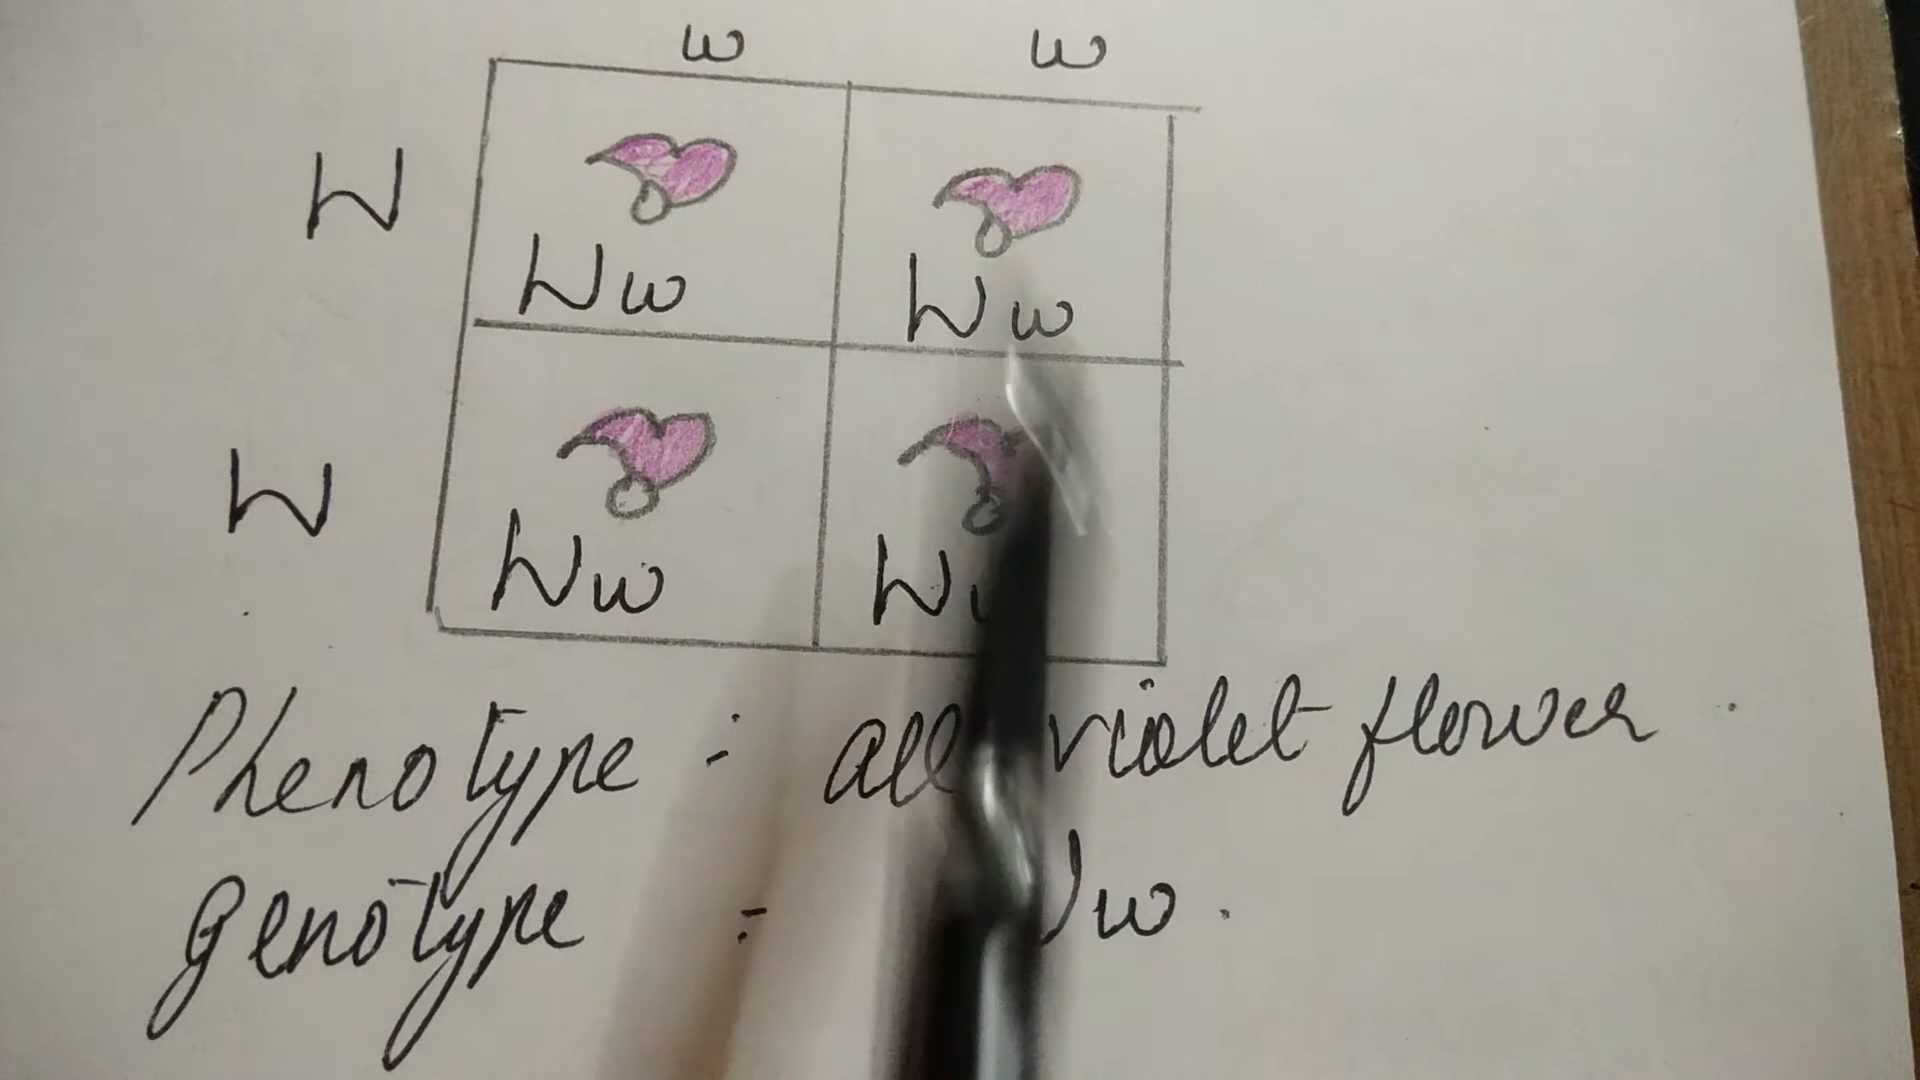 w w
W
Ww Ww
W
Ww W
Phenotype :- all violet flower
genotype :- w.